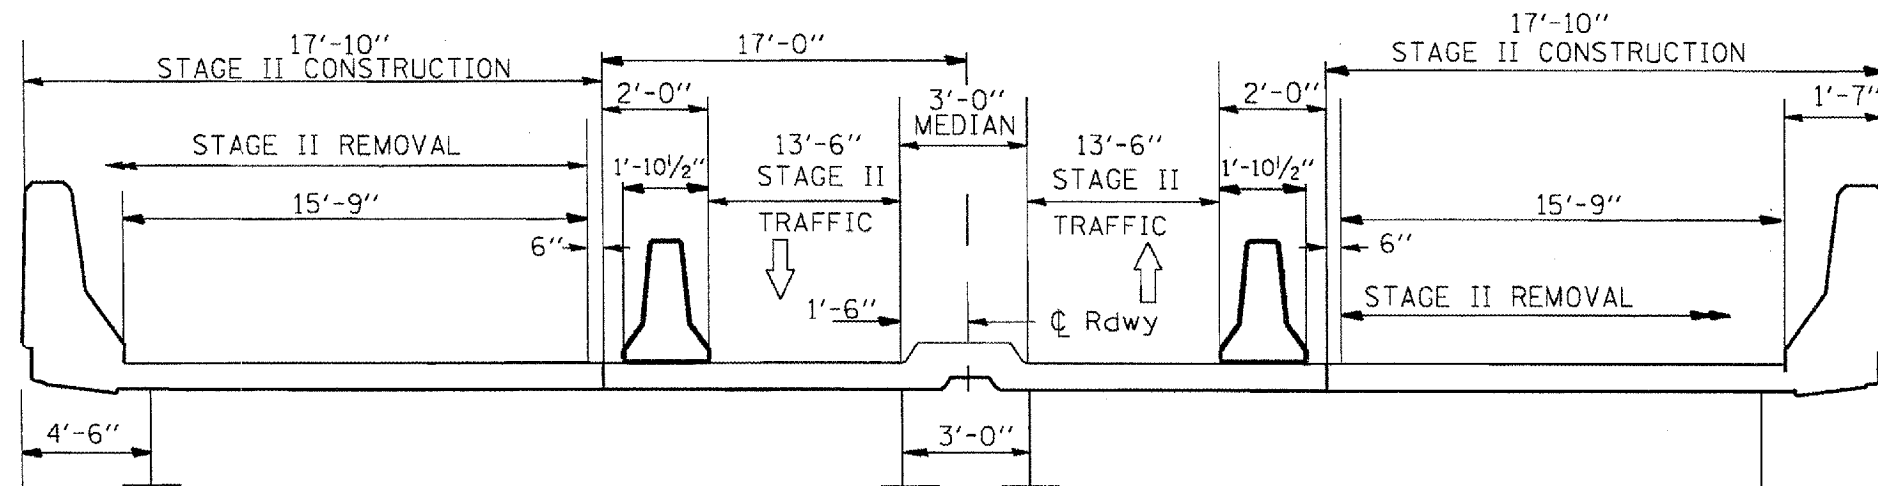 17'-10"
STAGE II CONSTRUCTION
17'-0"
17'-10"
STAGE II CONSTRUCTION
2'-0"
3'-0"
MEDIAN
2'-0"
1'-7"
STAGE II REMOVAL
1'-10½"
13'-6"
STAGE II
TRAFFIC
13'-6"
STAGE II
TRAFFIC
1'-10½"
15'-9"
15'-9"
6"
6"
1'-6"
℄ Rdwy
STAGE II REMOVAL
4'-6"
3'-0"